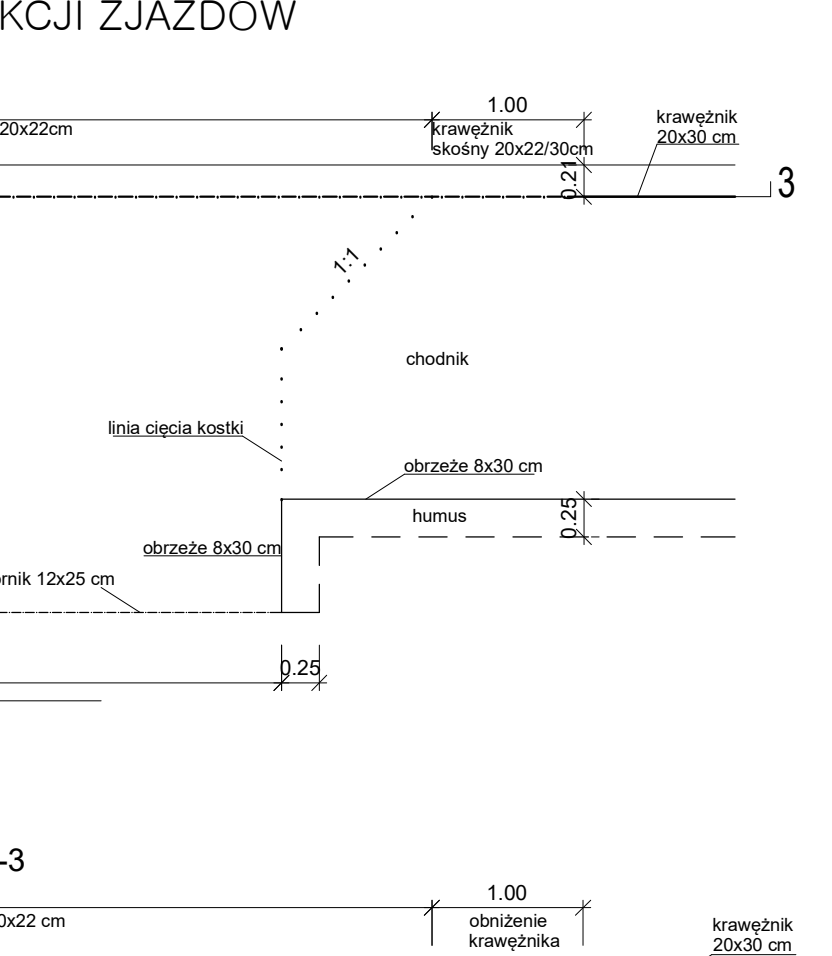 KCJI ZJAZDÓW
1.00
krawężnik
20x30 cm
20x22cm
krawężnik
skośny 20x22/30cm
0.21
3
1:1
chodnik
linia cięcia kostki
obrzeże 8x30 cm
humus
0.25
obrzeże 8x30 cm
ornik 12x25 cm
0.25
-3
1.00
0x22 cm
obniżenie
krawężnika
krawężnik
20x30 cm